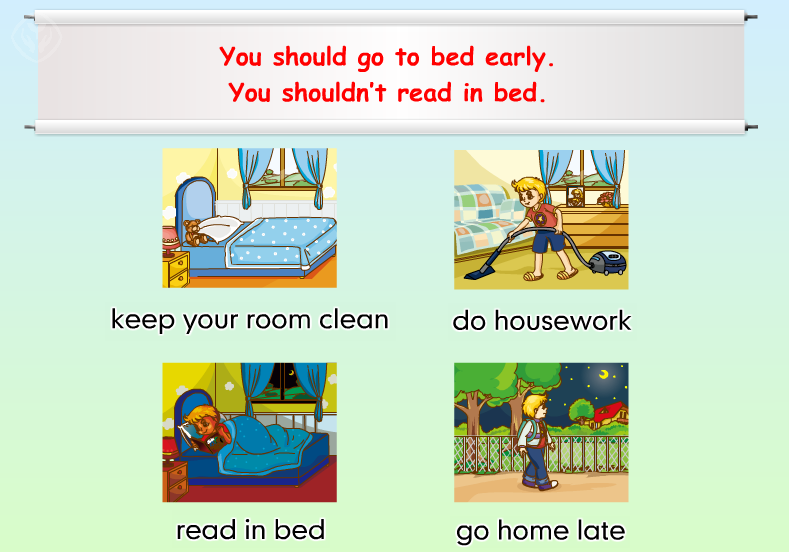 You should go to bed early.
You shouldn't read in bed.
keep your room clean
do housework
read in bed
go home late